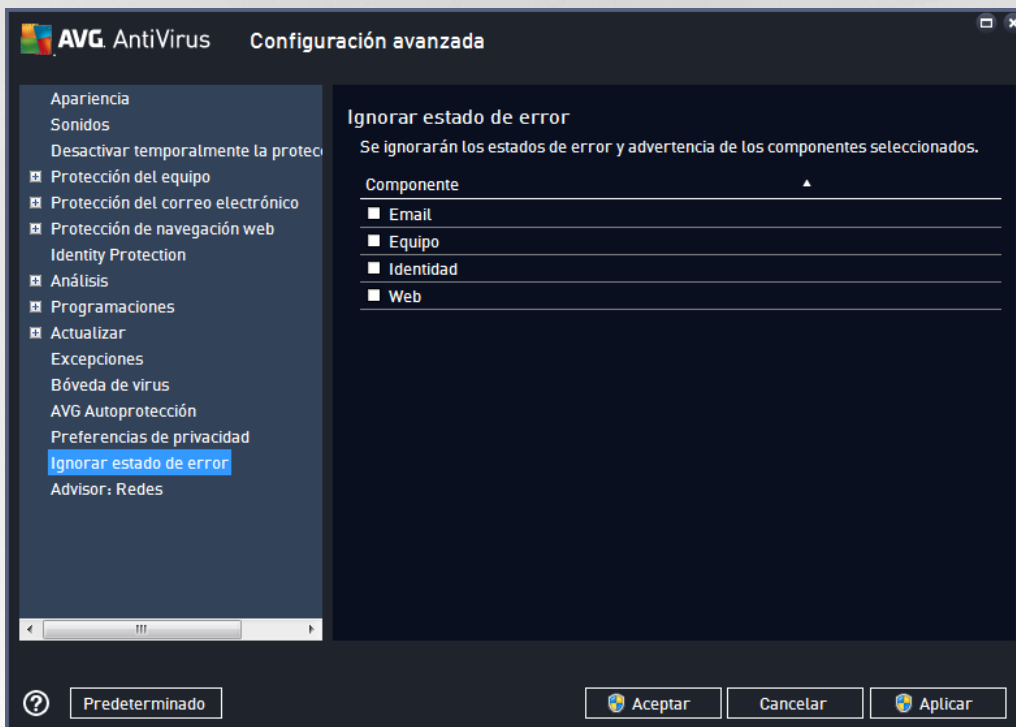 AVG. AntiVirus Configuración avanzada
Apariencia
Sonidos
Desactivar temporalmente la protec
Protección del equipo
Protección del correo electrónico
Protección de navegación web
Identity Protection
Análisis
Programaciones
Actualizar
Excepciones
Bóveda de virus
AVG Autoprotección
Preferencias de privacidad
Ignorar estado de error
Advisor: Redes
Ignorar estado de error
Se ignorarán los estados de error y advertencia de los componentes seleccionados.
Componente
Email
Equipo
Identidad
Web
Predeterminado
Aceptar
Cancelar
Aplicar